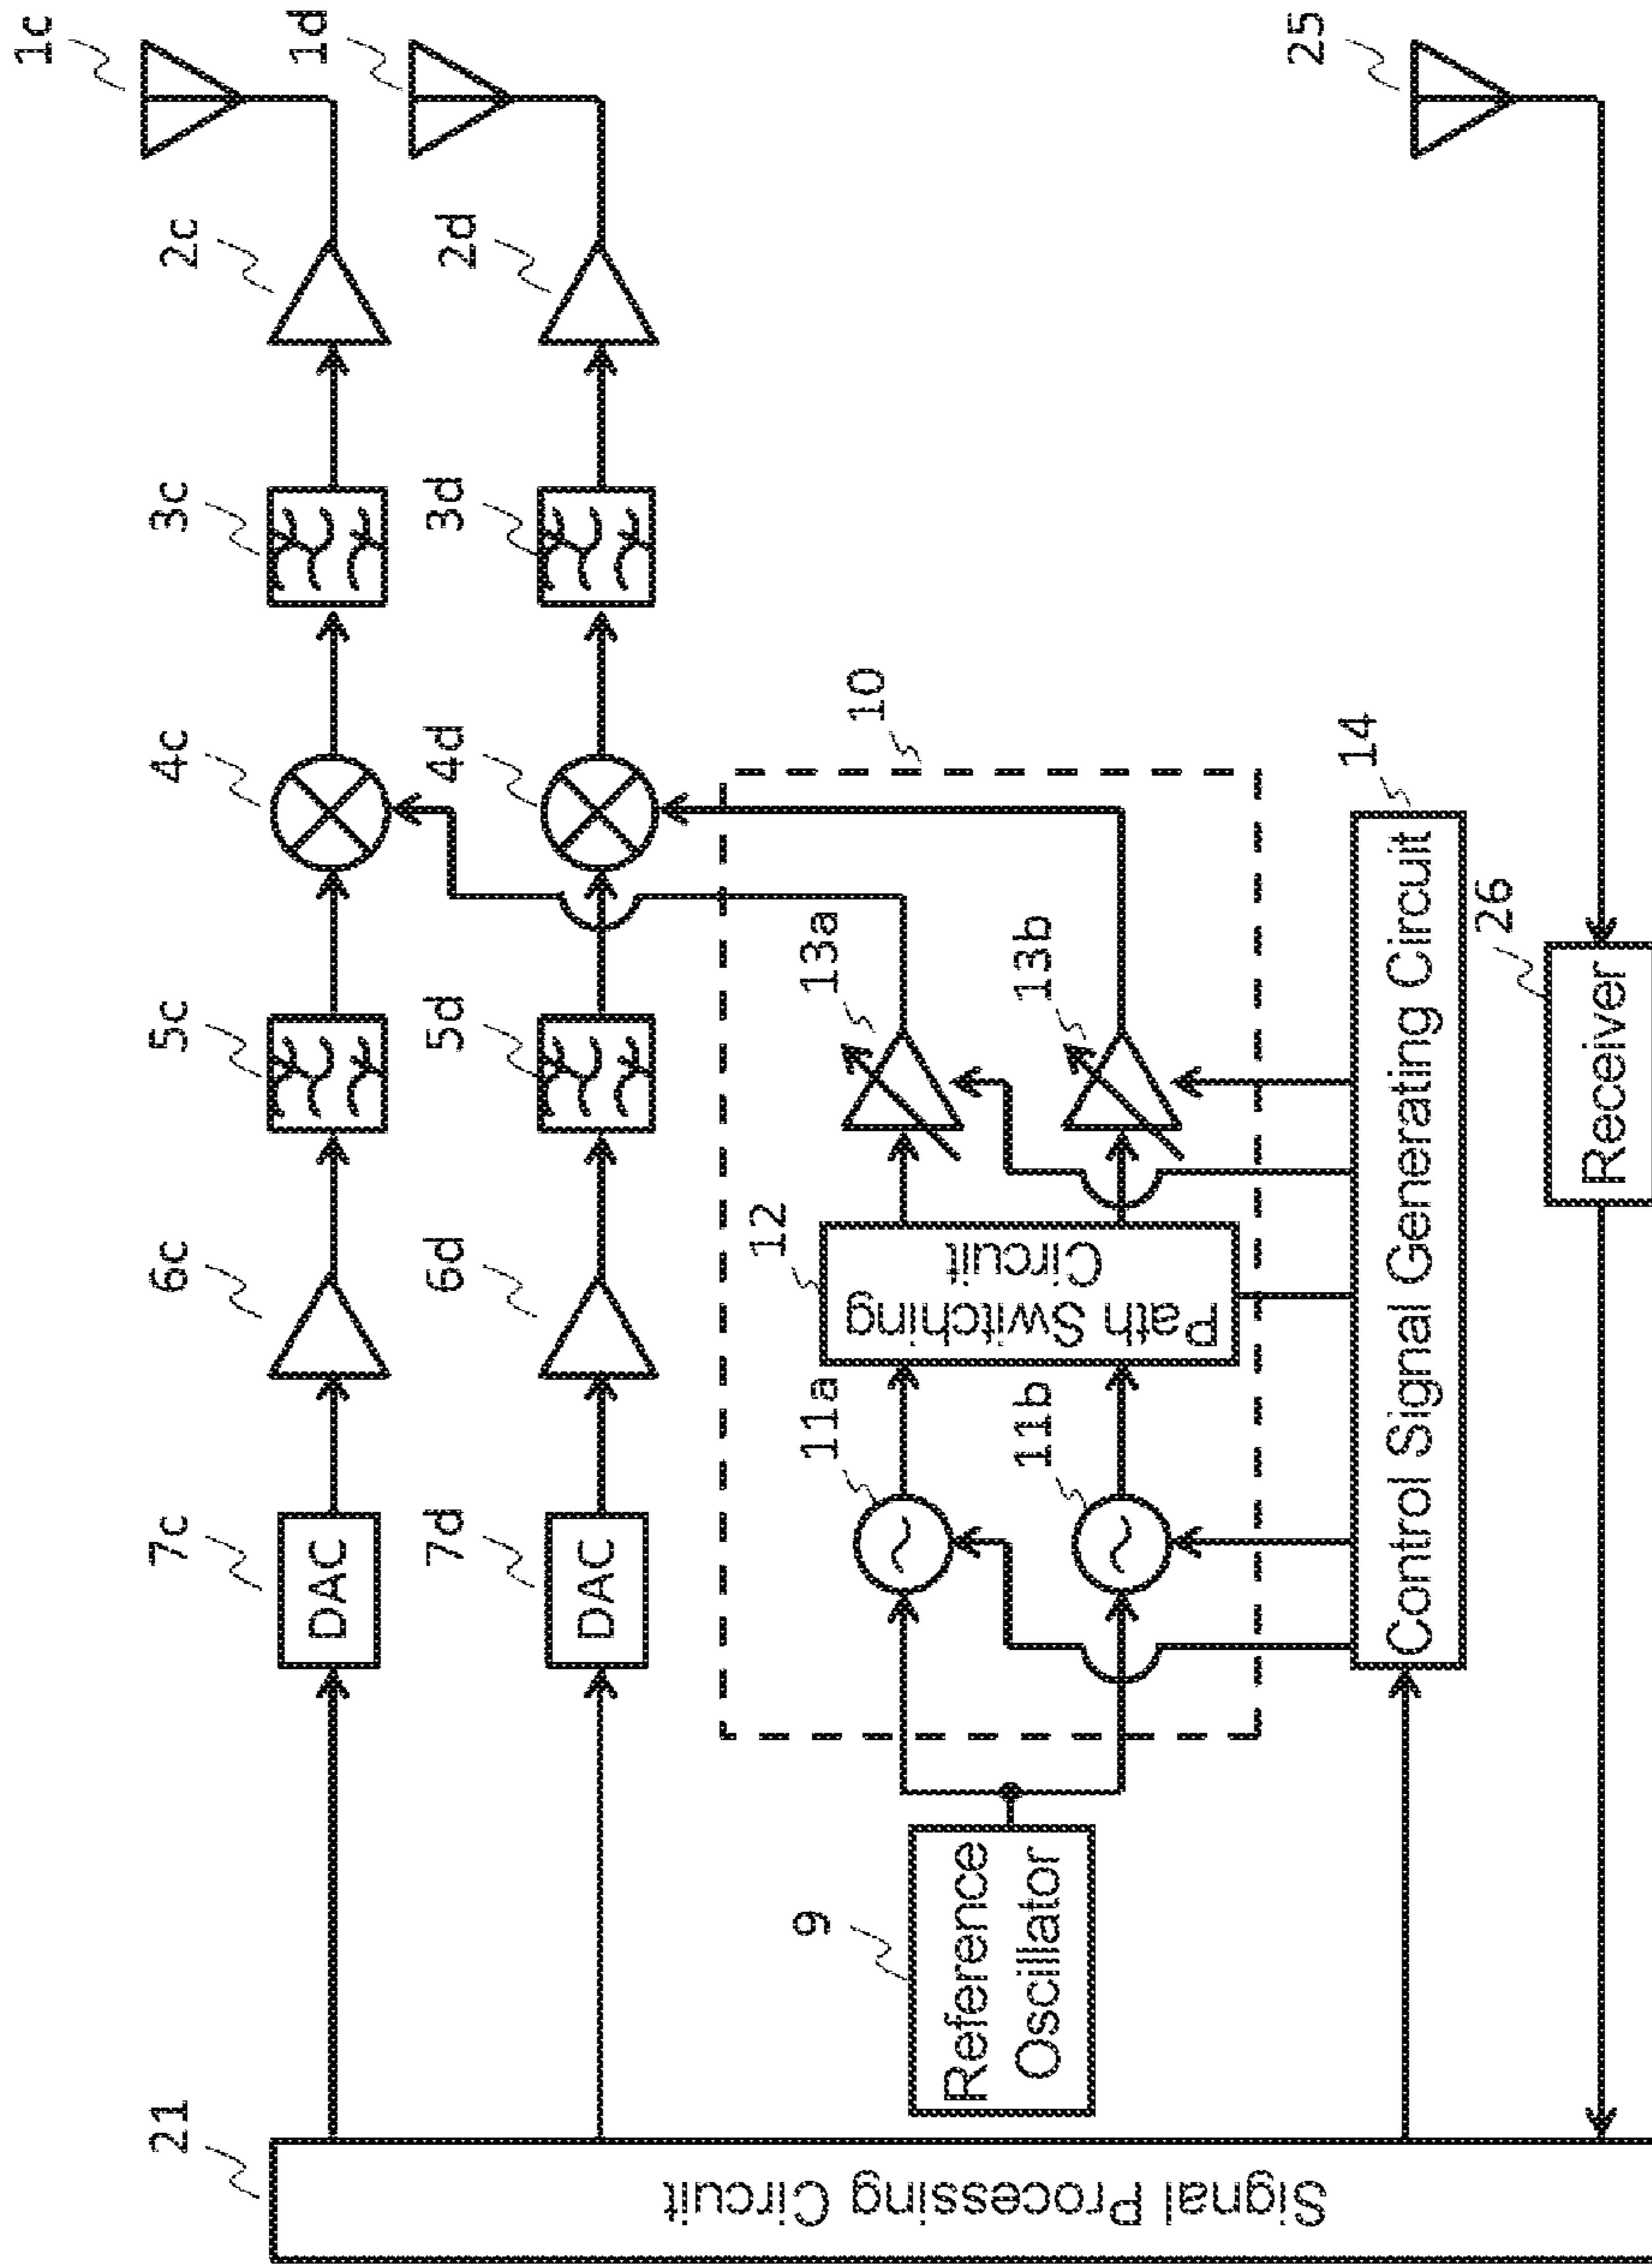 1c
1d
25
2c
2d
3c
3d
4c
4d
10
5c
5d
13a
13b
14
6c
6d
12
Path Switching
Circuit
26
Receiver
7c
DAC
7d
DAC
11a
11b
Control Signal Generating Circuit
9
Reference
Oscillator
21
Signal Processing Circuit